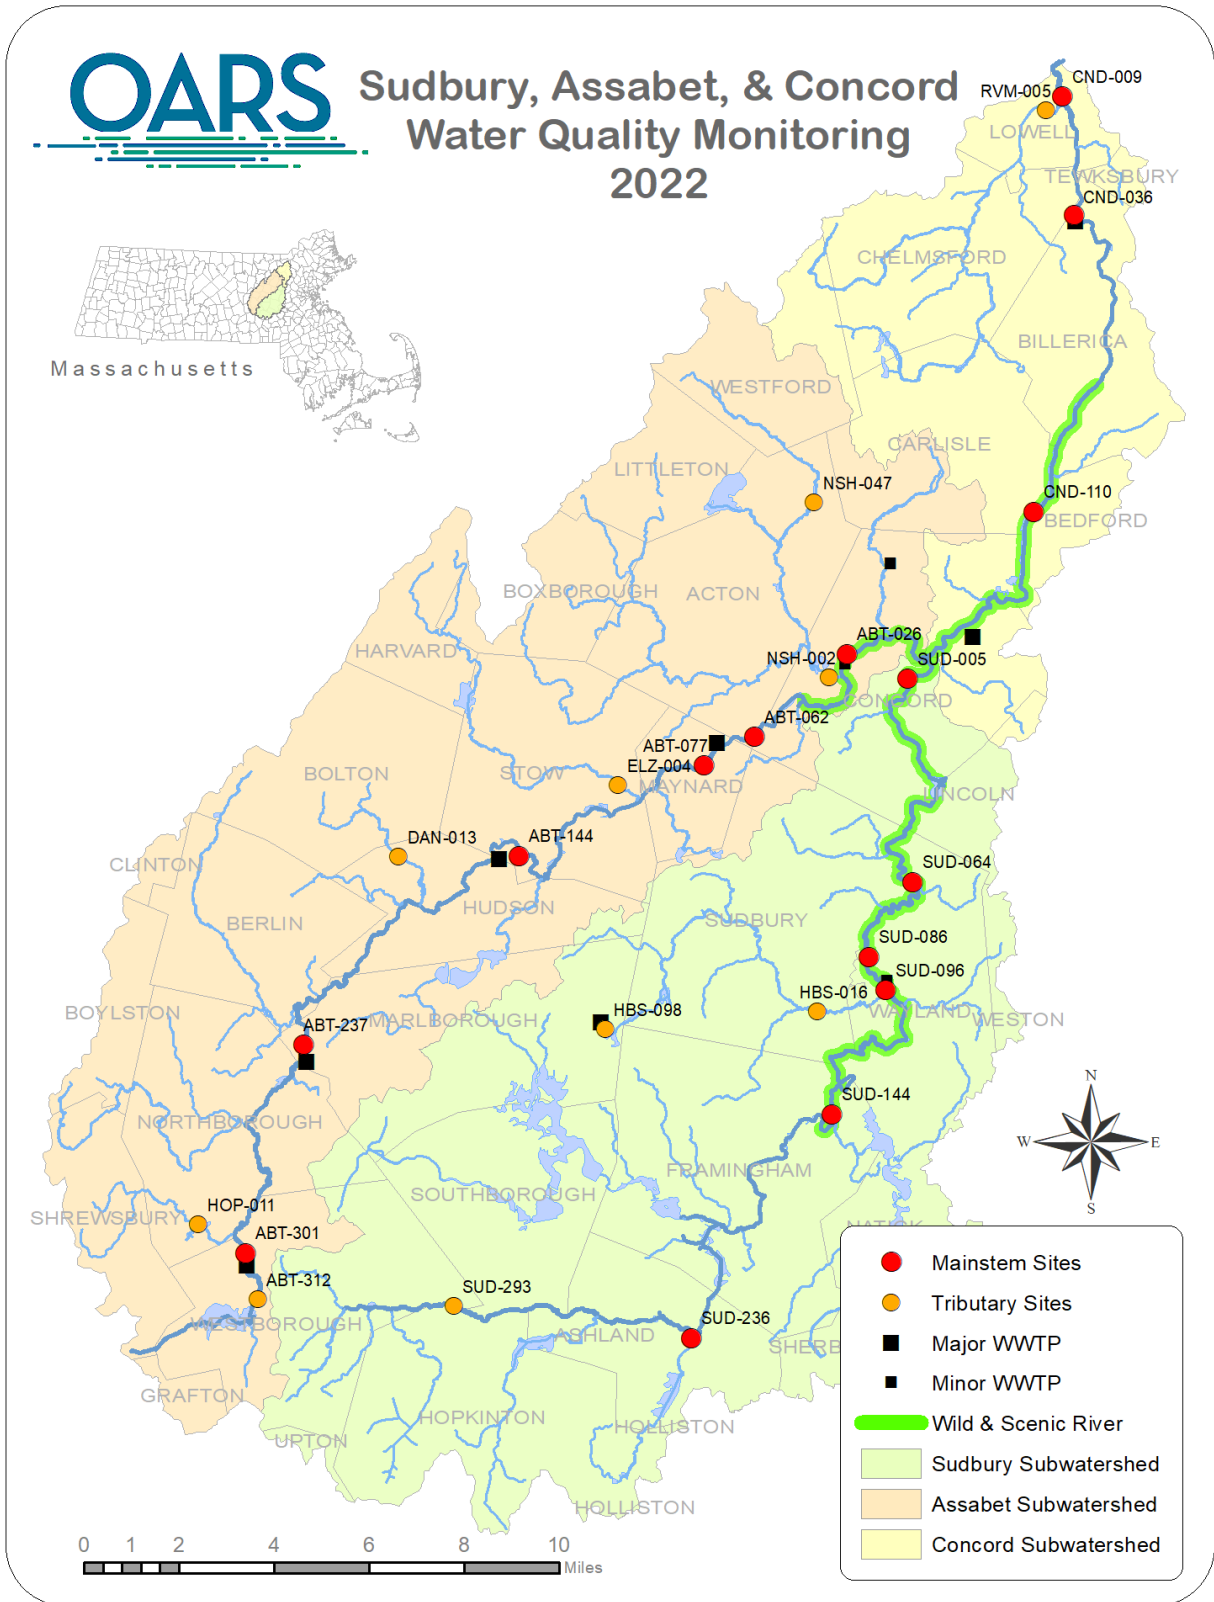 OARS
Sudbury, Assabet, & Concord
Water Quality Monitoring
2022
Massachusetts
CND-009
RVM-005
LOWELL
TEWKSBURY
CND-036
CHELMSFORD
BILLERICA
WESTFORD
CARLISLE
LITTLETON
NSH-047
CND-110
BEDFORD
BOXBOROUGH
ACTON
HARVARD
ABT-026
NSH-002
SUD-005
CONCORD
ABT-062
ABT-077
ELZ-004
BOLTON
STOW
MAYNARD
LINCOLN
DAN-013
ABT-144
CLINTON
SUD-064
HUDSON
BERLIN
SUDBURY
SUD-086
SUD-096
HBS-016
HBS-098
BOYLSTON
ABT-237
MARLBOROUGH
WAYLAND
WESTON
SUD-144
NORTHBOROUGH
N
W
E
S
FRAMINGHAM
SOUTHBOROUGH
HOP-011
SHREWSBURY
ABT-301
NATICK
ABT-312
SUD-293
WESTBOROUGH
SUD-236
ASHLAND
SHERB
GRAFTON
HOPKINTON
HOLLISTON
UPTON
HOLLISTON
Mainstem Sites
Tributary Sites
Major WWTP
Minor WWTP
Wild & Scenic River
Sudbury Subwatershed
Assabet Subwatershed
Concord Subwatershed
0 1 2 4 6 8 10
Miles